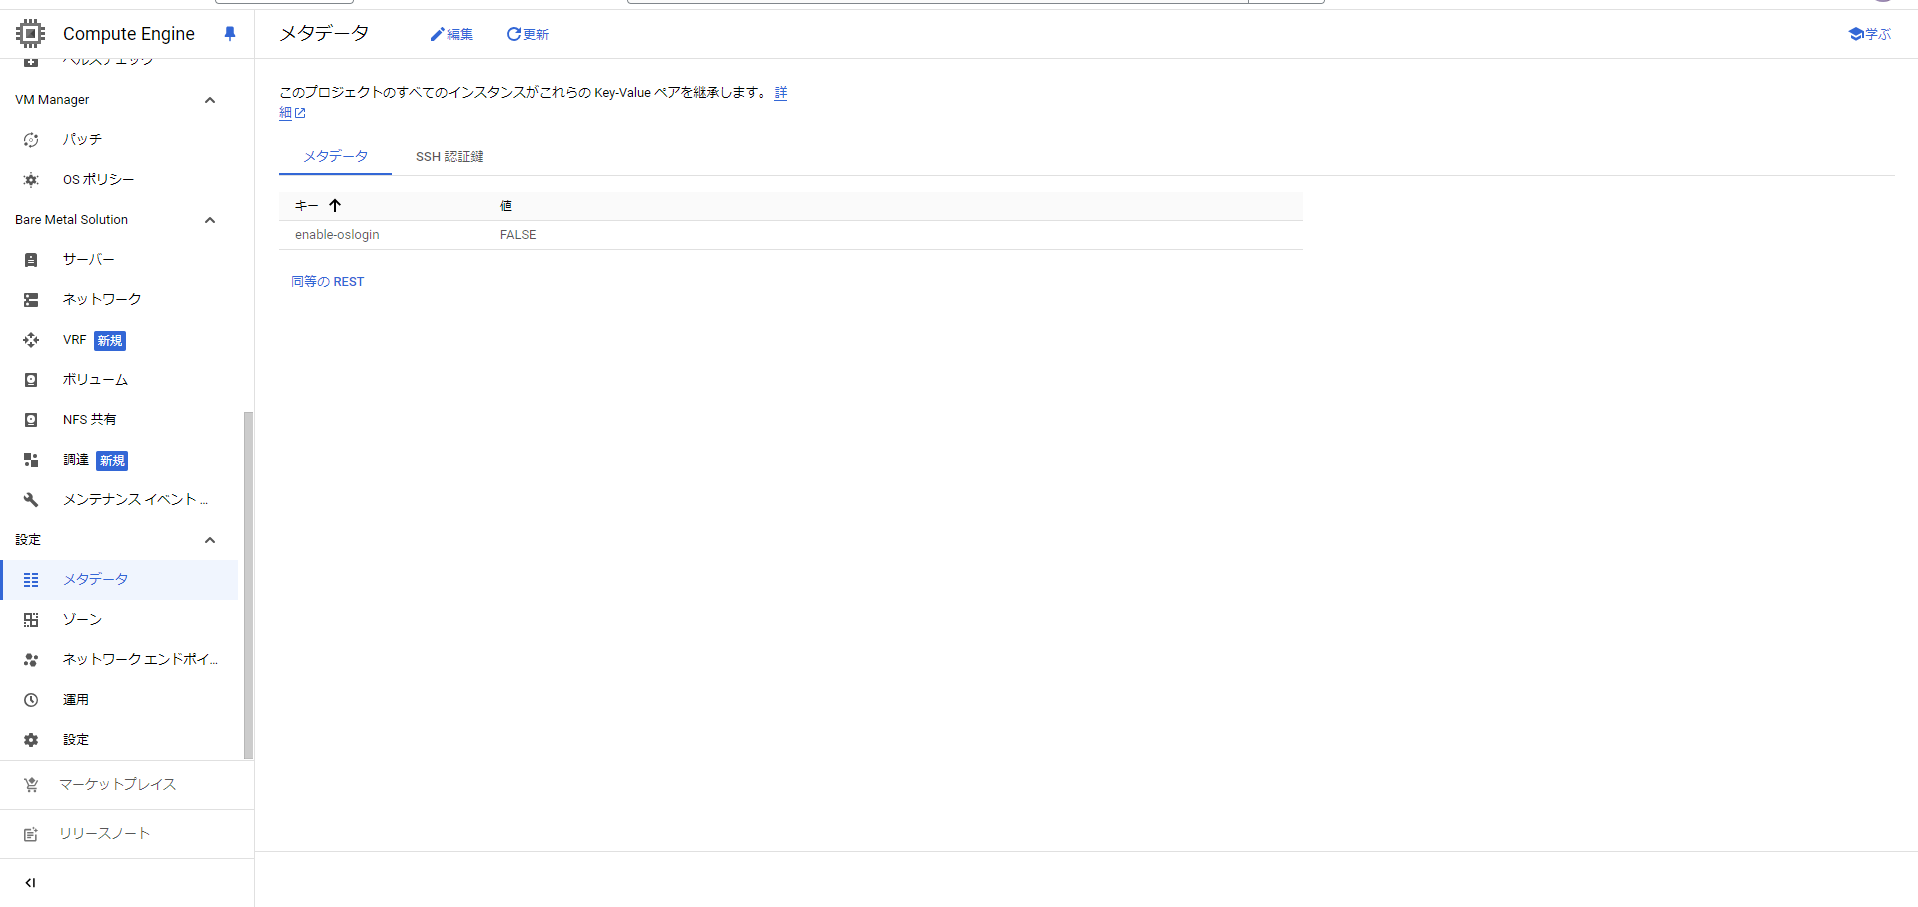 Compute Engine
ヘルスチェック
VM Manager
パッチ
OS ポリシー
Bare Metal Solution
サーバー
ネットワーク
VRF 新規
ボリューム
NFS 共有
調達 新規
メンテナンス イベント ...
設定
メタデータ
ゾーン
ネットワーク エンドポイ...
運用
設定
マーケットプレイス
リリースノート
メタデータ 編集 更新 学ぶ
このプロジェクトのすべてのインスタンスがこれらの Key-Value ペアを継承します。 詳
細
メタデータ SSH 認証鍵
キー 値
enable-oslogin FALSE
同等の REST